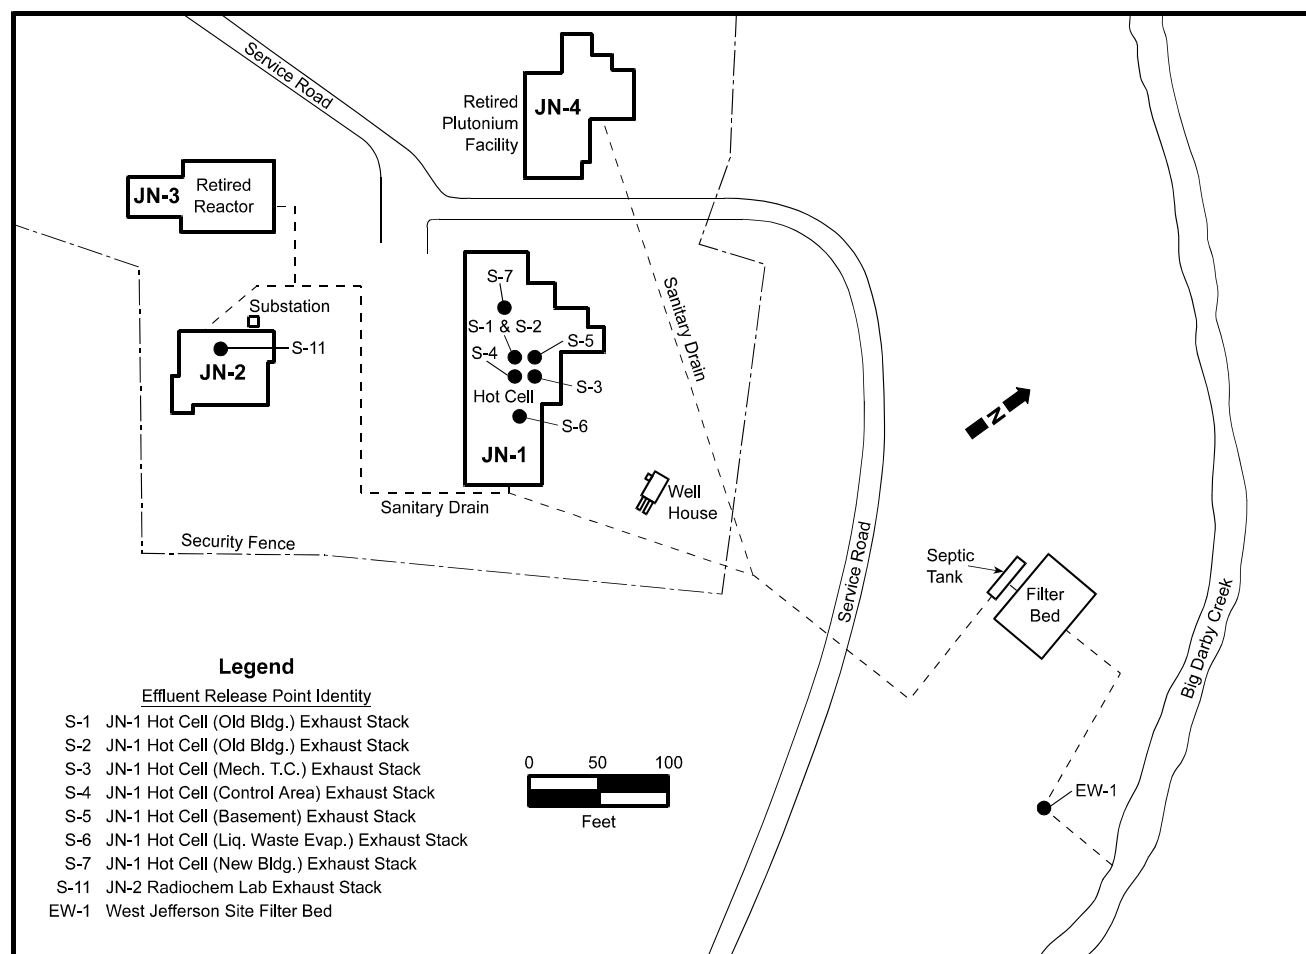 Service Road
Retired
Plutonium
Facility
JN-4
JN-3
Retired
Reactor
S-7
Substation
S-1 & S-2
S-5
S-4
S-11
JN-2
S-3
Hot Cell
S-6
JN-1
Sanitary Drain
N
Well
House
Sanitary Drain
Security Fence
Service Road
Septic
Tank
Filter
Bed
Big Darby Creek
Legend
Effluent Release Point Identity
S-1 JN-1 Hot Cell (Old Bldg.) Exhaust Stack
S-2 JN-1 Hot Cell (Old Bldg.) Exhaust Stack
S-3 JN-1 Hot Cell (Mech. T.C.) Exhaust Stack
S-4 JN-1 Hot Cell (Control Area) Exhaust Stack
S-5 JN-1 Hot Cell (Basement) Exhaust Stack
S-6 JN-1 Hot Cell (Liq. Waste Evap.) Exhaust Stack
S-7 JN-1 Hot Cell (New Bldg.) Exhaust Stack
S-11 JN-2 Radiochem Lab Exhaust Stack
EW-1 West Jefferson Site Filter Bed
0 50 100
Feet
EW-1